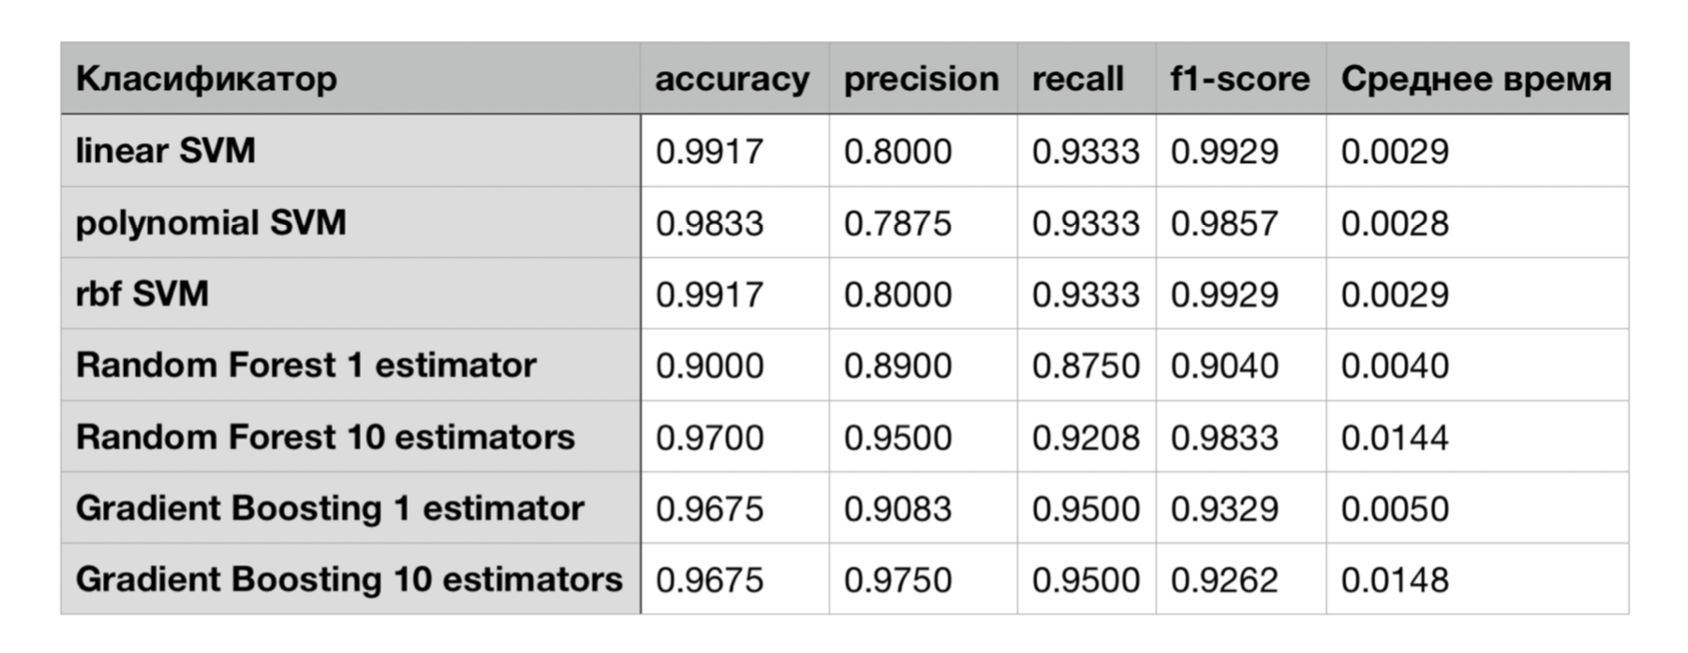 Класификатор accuracy precision recall f1-score Среднее время
linear SVM 0.9917 0.8000 0.9333 0.9929 0.0029
polynomial SVM 0.9833 0.7875 0.9333 0.9857 0.0028
rbf SVM 0.9917 0.8000 0.9333 0.9929 0.0029
Random Forest 1 estimator 0.9000 0.8900 0.8750 0.9040 0.0040
Random Forest 10 estimators 0.9700 0.9500 0.9208 0.9833 0.0144
Gradient Boosting 1 estimator 0.9675 0.9083 0.9500 0.9329 0.0050
Gradient Boosting 10 estimators 0.9675 0.9750 0.9500 0.9262 0.0148